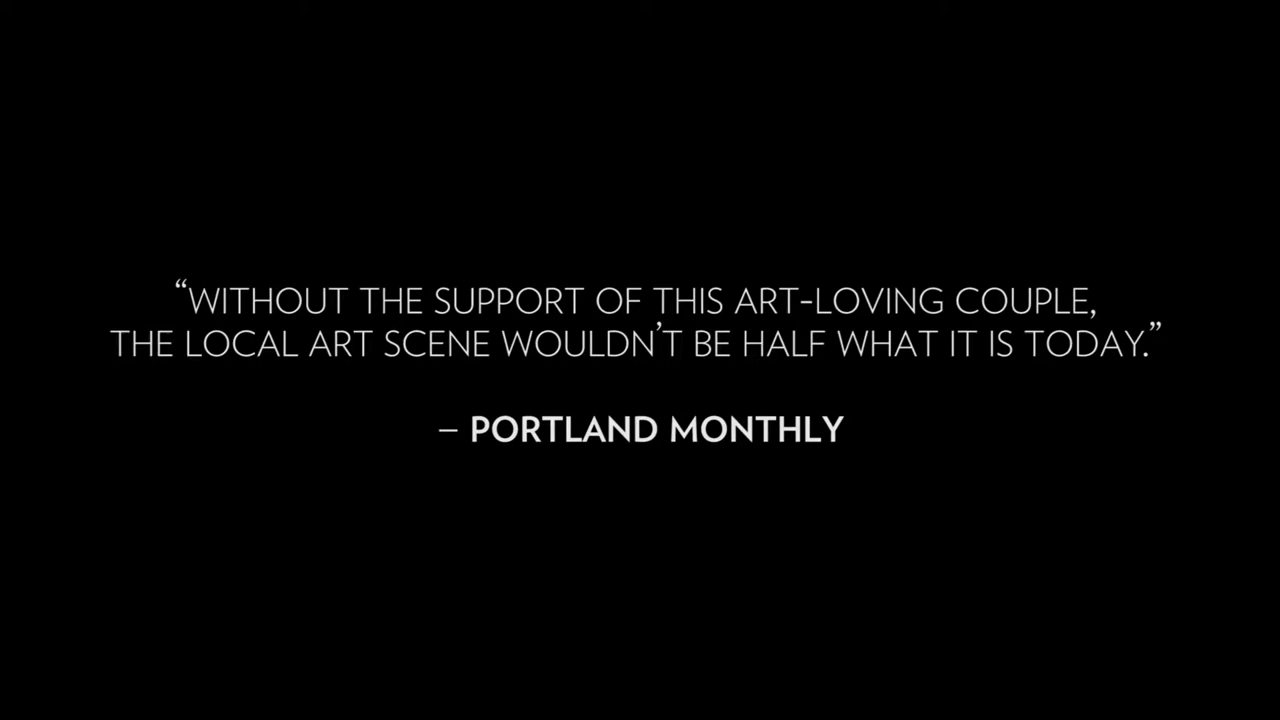 “WITHOUT THE SUPPORT OF THIS ART-LOVING COUPLE,
THE LOCAL ART SCENE WOULDN’T BE HALF WHAT IT IS TODAY.”
– PORTLAND MONTHLY